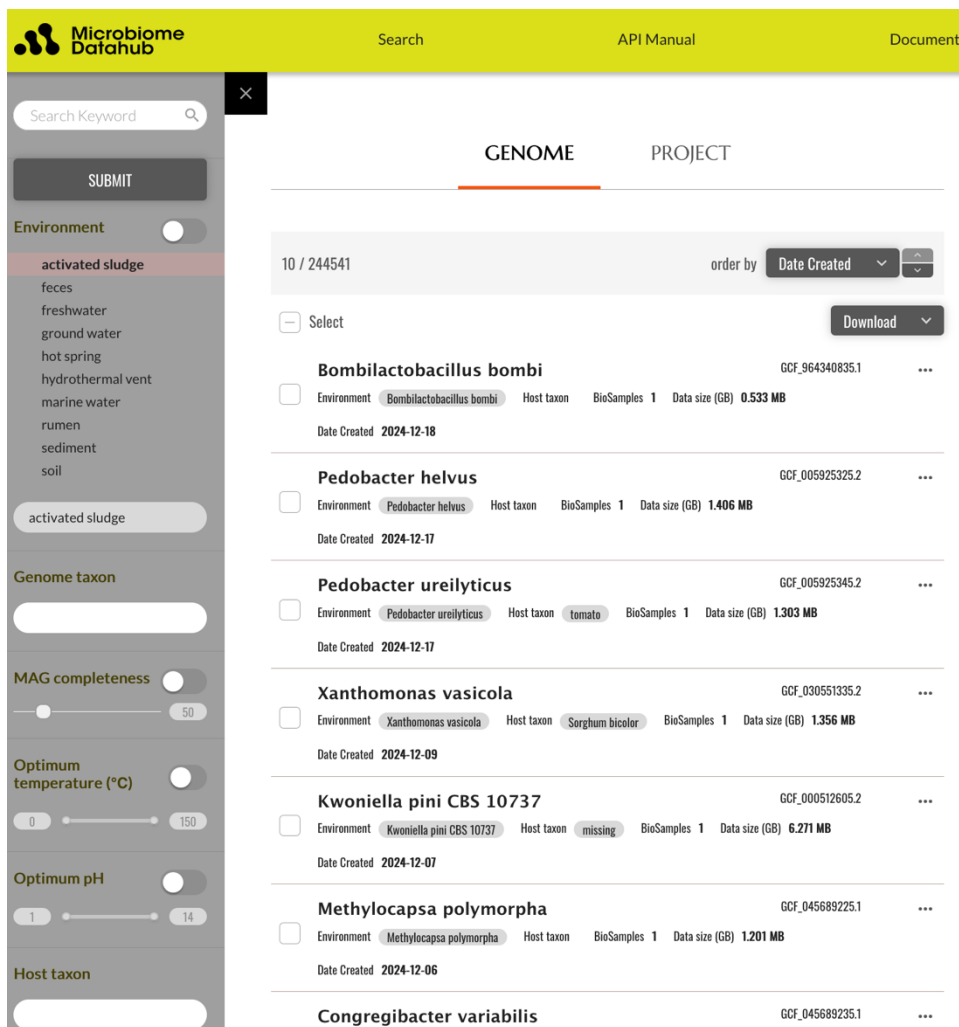 Microbiome
Datahub
Search
API Manual
Document
Search Keyword
SUBMIT
Environment
activated sludge
feces
freshwater
ground water
hot spring
hydrothermal vent
marine water
rumen
sediment
soil
activated sludge
Genome taxon
MAG completeness
50
Optimum
temperature (°C)
0 150
Optimum pH
1 14
Host taxon
GENOME PROJECT
10 / 244541 order by Date Created
Select Download
Bombilactobacillus bombi GCF_964340835.1 •••
Environment Bombilactobacillus bombi Host taxon BioSamples 1 Data size (GB) 0.533 MB
Date Created 2024-12-18
Pedobacter helvus GCF_005925325.2 •••
Environment Pedobacter helvus Host taxon BioSamples 1 Data size (GB) 1.406 MB
Date Created 2024-12-17
Pedobacter ureilyticus GCF_005925345.2 •••
Environment Pedobacter ureilyticus Host taxon tomato BioSamples 1 Data size (GB) 1.303 MB
Date Created 2024-12-17
Xanthomonas vasicola GCF_030551335.2 •••
Environment Xanthomonas vasicola Host taxon Sorghum bicolor BioSamples 1 Data size (GB) 1.356 MB
Date Created 2024-12-09
Kwoniella pini CBS 10737 GCF_000512605.2 •••
Environment Kwoniella pini CBS 10737 Host taxon missing BioSamples 1 Data size (GB) 6.271 MB
Date Created 2024-12-07
Methylocapsa polymorpha GCF_045689225.1 •••
Environment Methylocapsa polymorpha Host taxon BioSamples 1 Data size (GB) 1.201 MB
Date Created 2024-12-06
Congregibacter variabilis GCF_045689235.1 •••